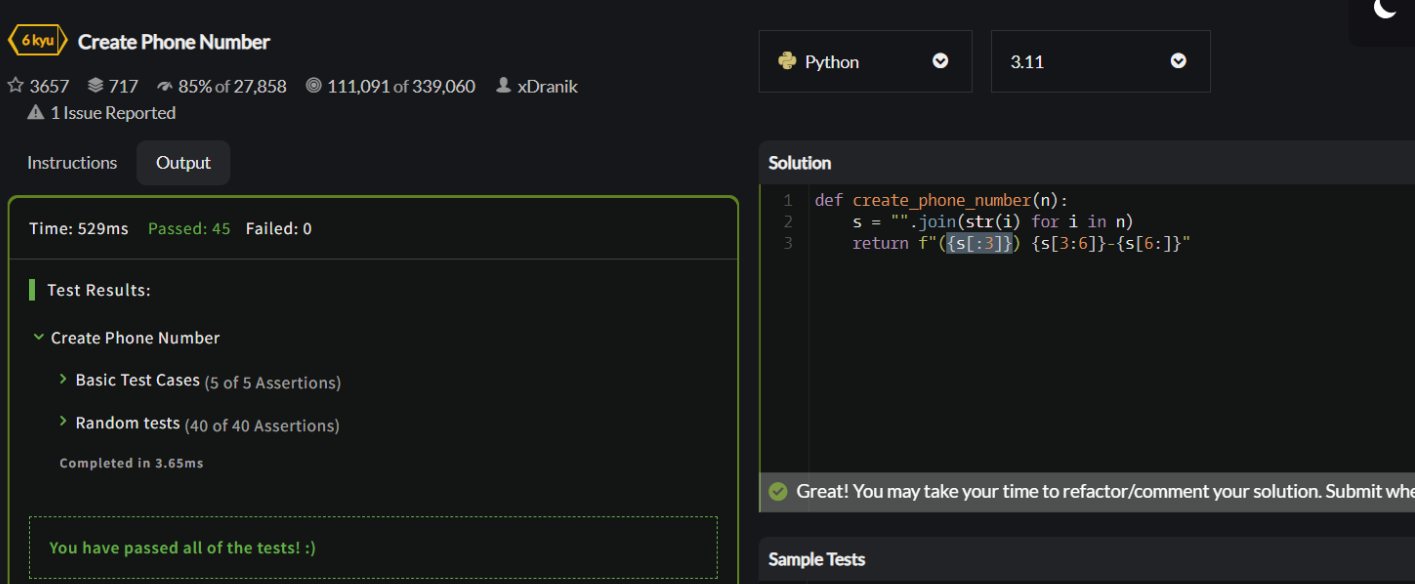 6 kyu Create Phone Number
3657 717 85% of 27,858 111,091 of 339,060 xDranik
1 Issue Reported
Instructions Output
Time: 529ms Passed: 45 Failed: 0
Test Results:
Create Phone Number
Basic Test Cases (5 of 5 Assertions)
Random tests (40 of 40 Assertions)
Completed in 3.65ms
You have passed all of the tests! :)
Python 3.11
Solution
1 def create_phone_number(n):
2     s = "".join(str(i) for i in n)
3     return f"({s[:3]}) {s[3:6]}-{s[6:]}"
Great! You may take your time to refactor/comment your solution. Submit whe
Sample Tests